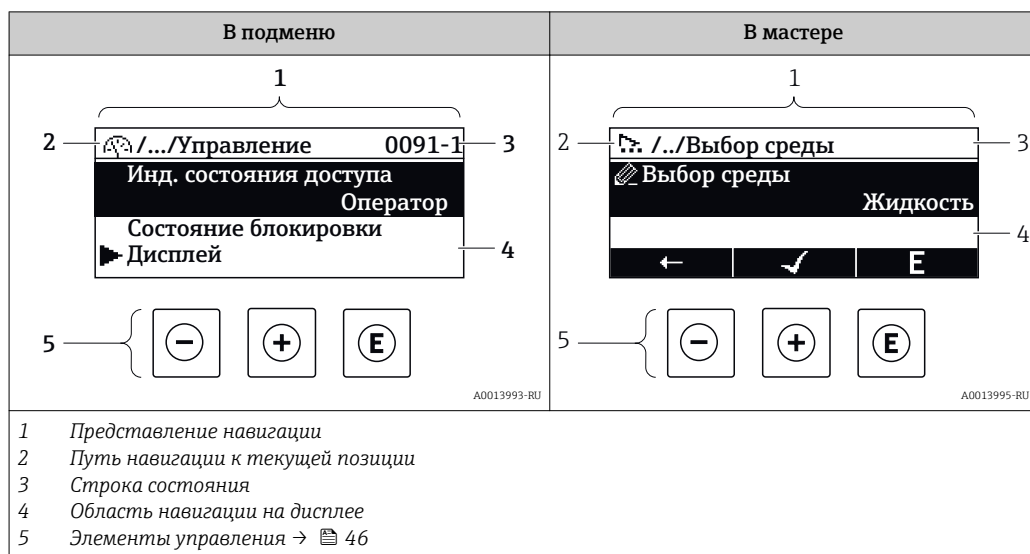 В подменю
В мастере
1
2
/.../Управление 0091-1
3
Инд. состояния доступа
Оператор
Состояние блокировки
Дисплей
4
5
E
A0013993-RU
1
2
/../Выбор среды
3
Выбор среды
Жидкость
4
E
5
E
A0013995-RU
1 Представление навигации
2 Путь навигации к текущей позиции
3 Строка состояния
4 Область навигации на дисплее
5 Элементы управления → 46